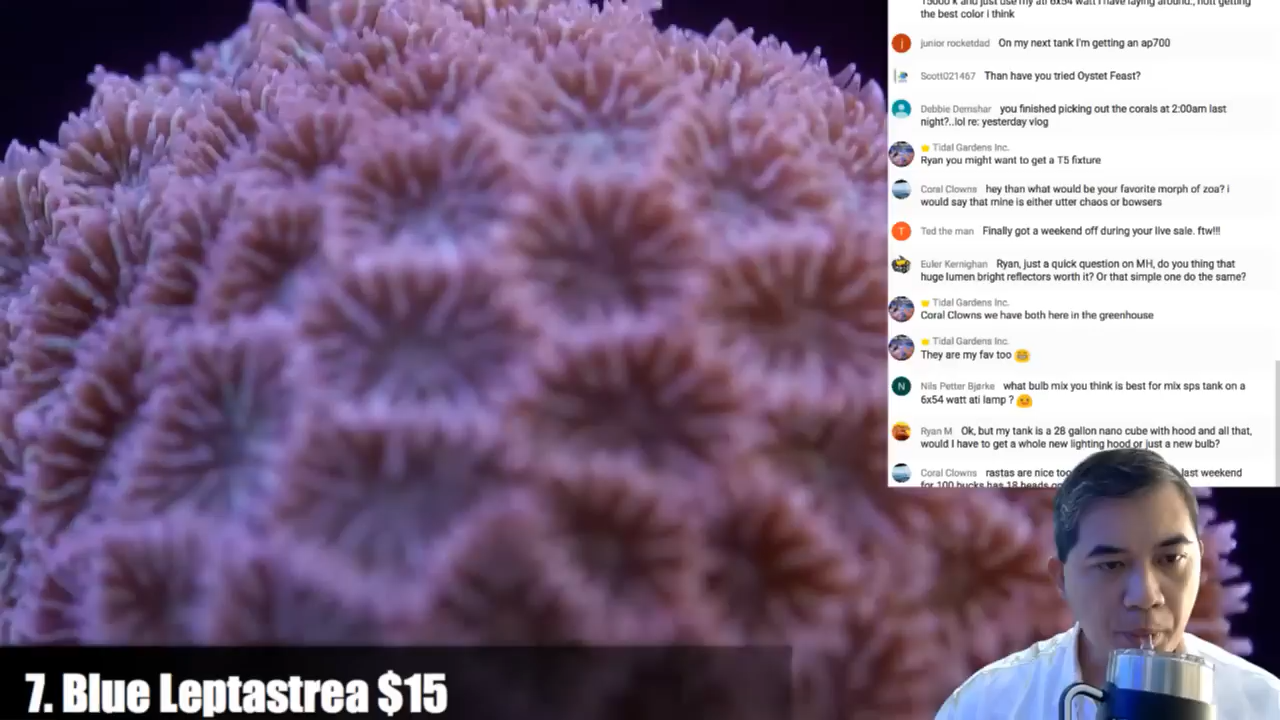 15000 k and just use my ati 6x54 watt i have laying around., nott getting
the best color i think
junior rocketdad On my next tank I'm getting an ap700
Scott021467 Than have you tried Oystet Feast?
Debbie Demshar you finished picking out the corals at 2:00am last
night?..lol re: yesterday vlog
Tidal Gardens Inc.
Ryan you might want to get a T5 fixture
Coral Clowns hey than what would be your favorite morph of zoa? i
would say that mine is either utter chaos or bowsers
T Ted the man Finally got a weekend off during your live sale. ftw!!!
Euler Kernighan Ryan, just a quick question on MH, do you thing that
huge lumen bright reflectors worth it? Or that simple one do the same?
Tidal Gardens Inc.
Coral Clowns we have both here in the greenhouse
Tidal Gardens Inc.
They are my fav too
N Nils Petter Bjørke what bulb mix you think is best for mix sps tank on a
6x54 watt ati lamp ?
Ryan M Ok, but my tank is a 28 gallon nano cube with hood and all that,
would I have to get a whole new lighting hood or just a new bulb?
Coral Clowns rastas are nice too last weekend
for 100 bucks has 18 heads
7. Blue Leptastrea $15